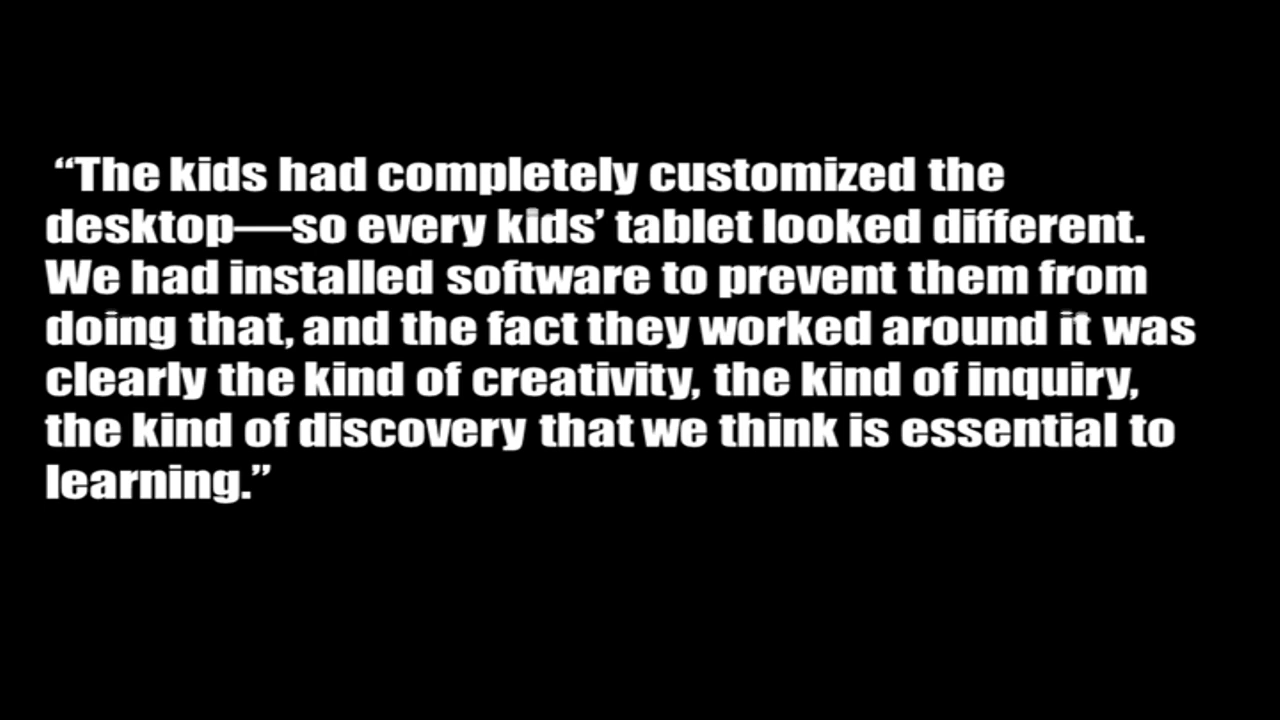 “The kids had completely customized the
desktop—so every kids’ tablet looked different.
We had installed software to prevent them from
doing that, and the fact they worked around it was
clearly the kind of creativity, the kind of inquiry,
the kind of discovery that we think is essential to
learning.”